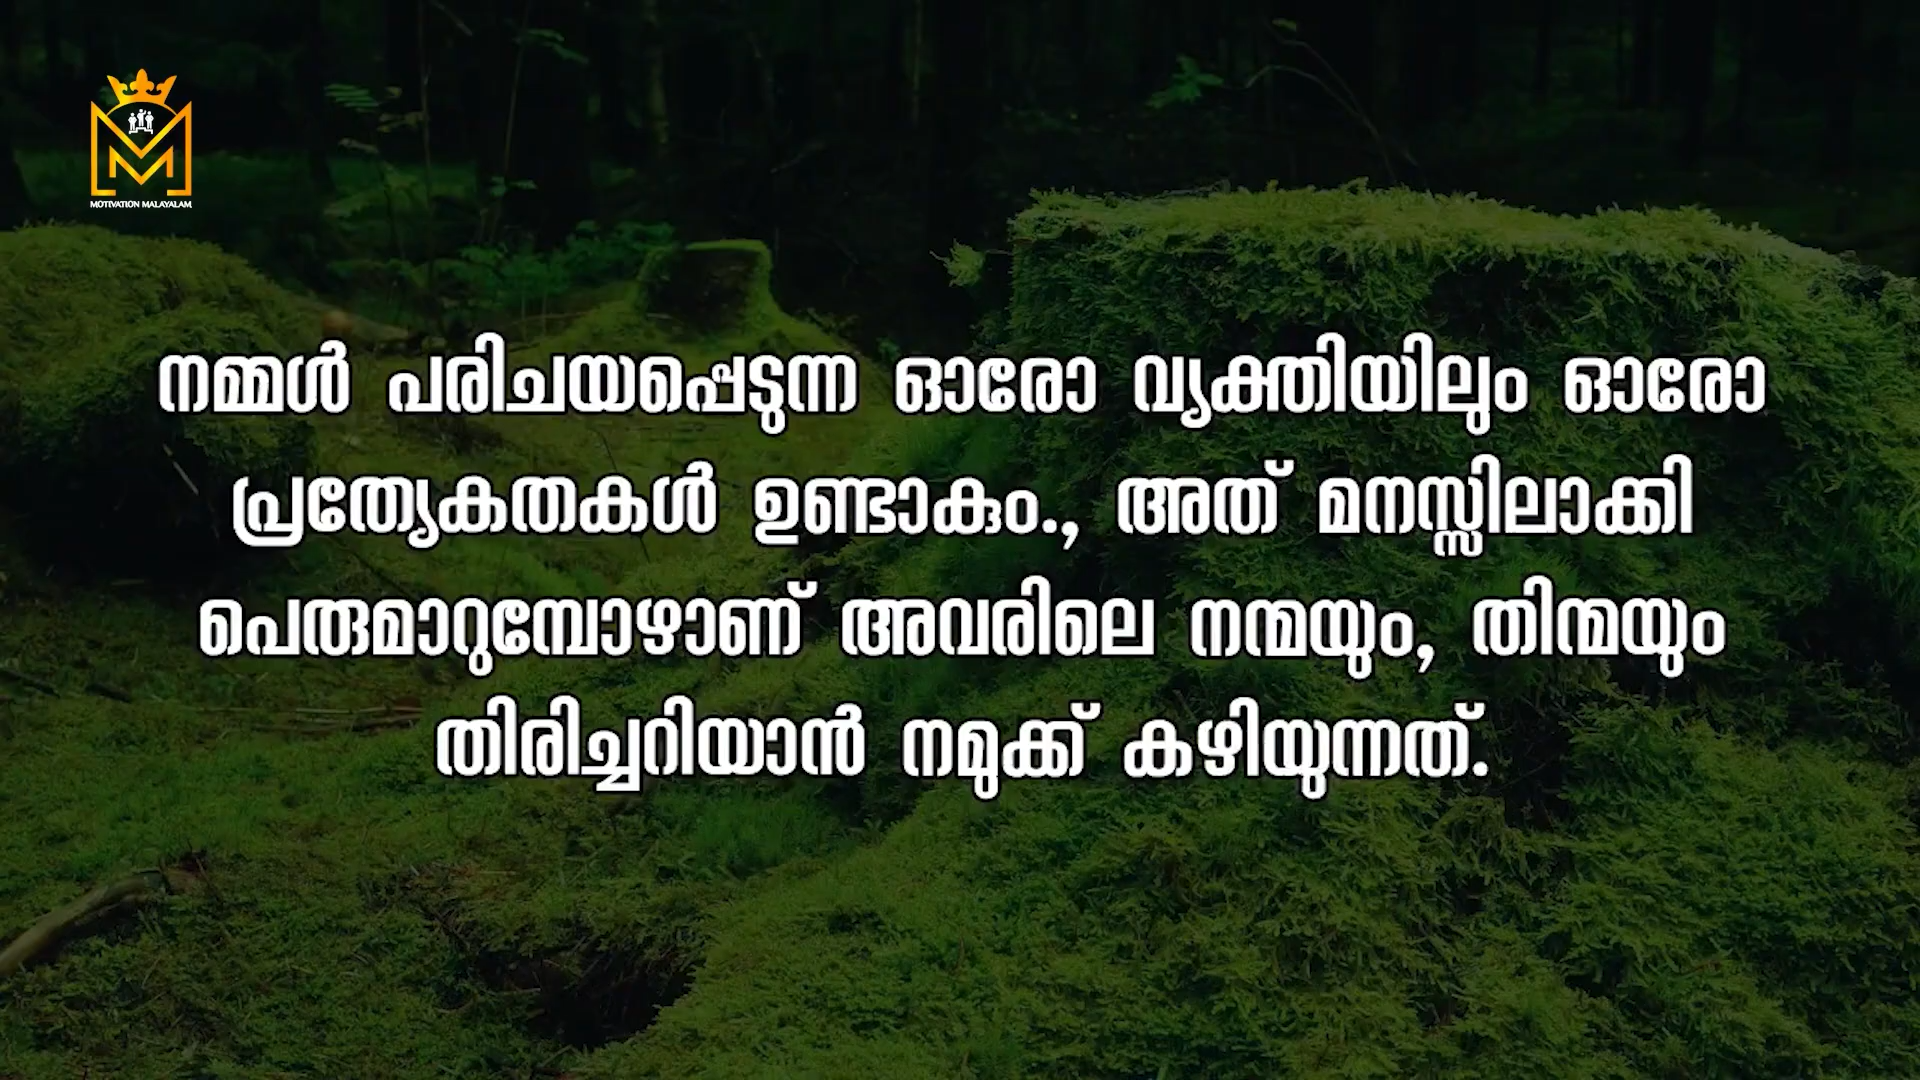 MOTIVATION MALAYALAM
നമ്മൾ പരിചയപ്പെടുന്ന ഓരോ വ്യക്തിയിലും ഓരോ
പ്രത്യേകതകൾ ഉണ്ടാകും., അത് മനസ്സിലാക്കി
പെരുമാറുമ്പോഴാണ് അവരിലെ നന്മയും, തിന്മയും
തിരിച്ചറിയാൻ നമുക്ക് കഴിയുന്നത്.